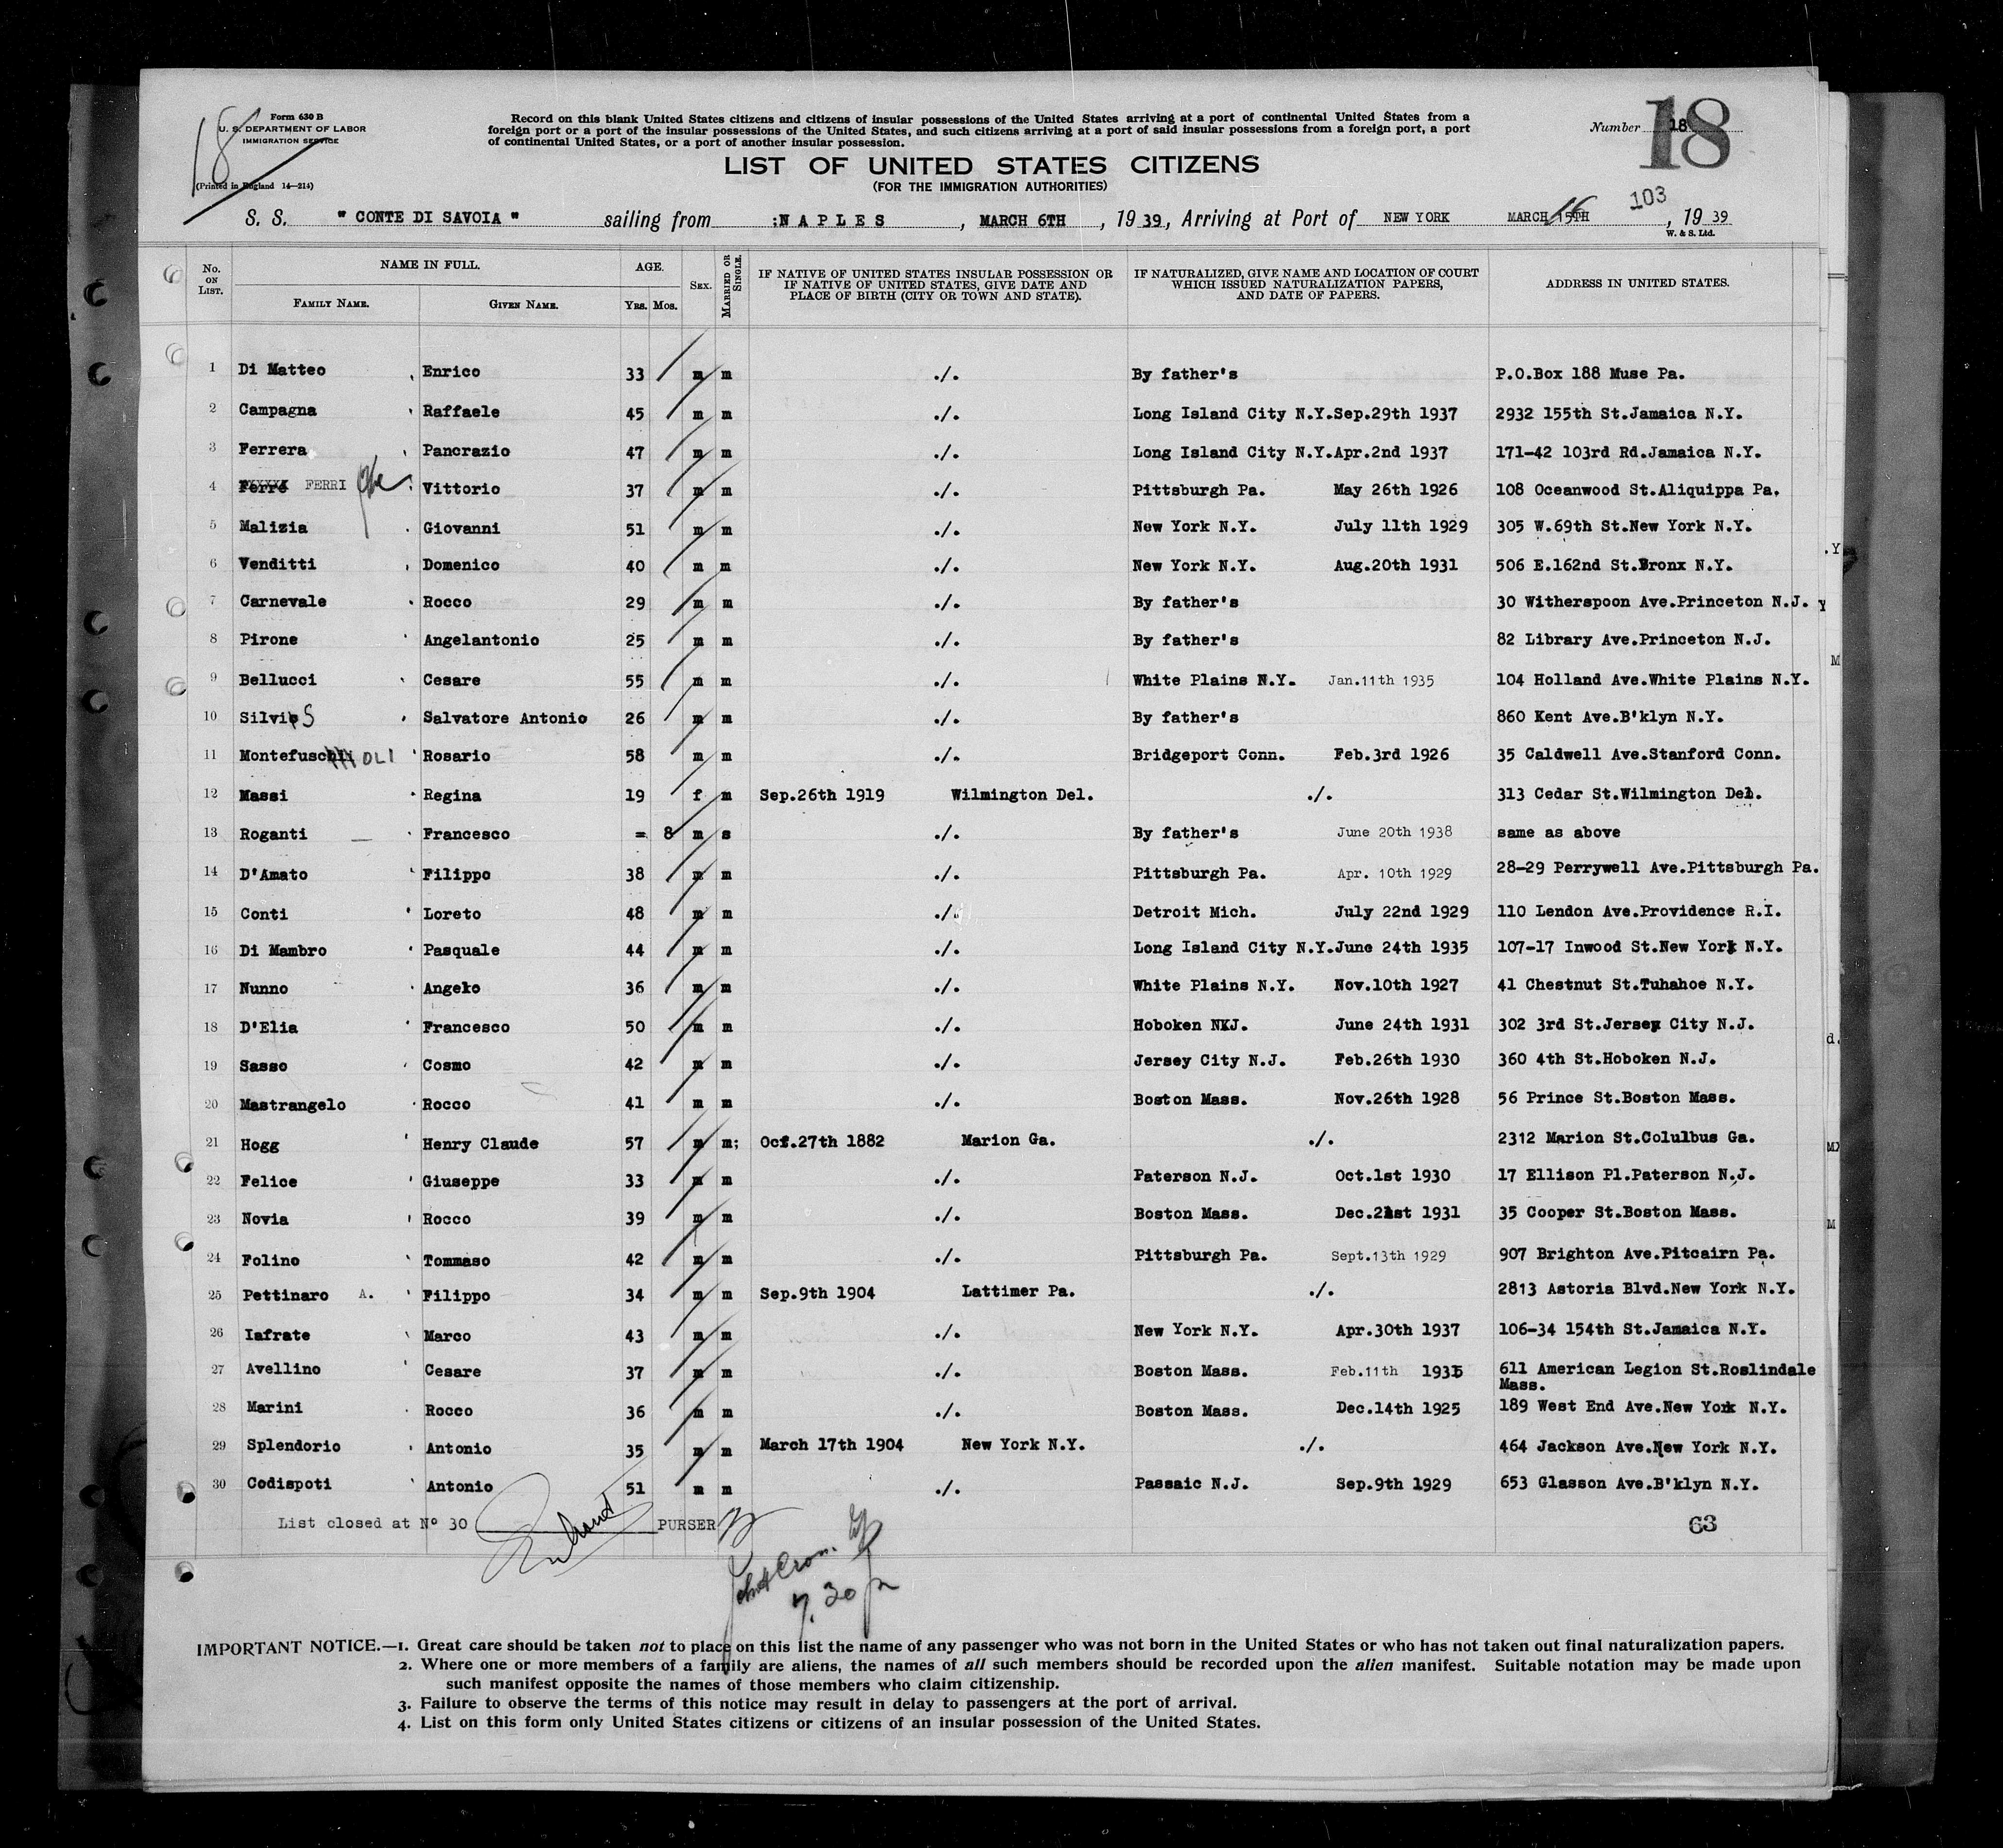 Form 630 B
U. S. DEPARTMENT OF LABOR
IMMIGRATION SERVICE
(Printed in England 14—214)
18
Record on this blank United States citizens and citizens of insular possessions of the United States arriving at a port of continental United States from a
foreign port or a port of the insular possessions of the United States, and such citizens arriving at a port of said insular possessions from a foreign port, a port
of continental United States, or a port of another insular possession.
Number 18
18
LIST OF UNITED STATES CITIZENS
(FOR THE IMMIGRATION AUTHORITIES)
103
S. S. " CONTE DI SAVOIA " sailing from :N A P L E S , MARCH 6TH , 19 39, Arriving at Port of NEW YORK MARCH 15TH 16 , 19 39
W. & S. Ltd.
No. ON LIST. NAME IN FULL. AGE. SEX. MARRIED OR SINGLE. IF NATIVE OF UNITED STATES INSULAR POSSESSION OR IF NATIVE OF UNITED STATES, GIVE DATE AND PLACE OF BIRTH (CITY OR TOWN AND STATE). IF NATURALIZED, GIVE NAME AND LOCATION OF COURT WHICH ISSUED NATURALIZATION PAPERS, AND DATE OF PAPERS. ADDRESS IN UNITED STATES.
FAMILY NAME. GIVEN NAME. YRS. MOS.
1 Di Matteo Enrico 33 m m ./. By father's P.O.Box 188 Muse Pa.
2 Campagna Raffaele 45 m m ./. Long Island City N.Y.Sep.29th 1937 2932 155th St.Jamaica N.Y.
3 Ferrera Pancrazio 47 m m ./. Long Island City N.Y.Apr.2nd 1937 171-42 103rd Rd.Jamaica N.Y.
4 Ferre FERRI Vittorio 37 m m ./. Pittsburgh Pa. May 26th 1926 108 Oceanwood St.Aliquippa Pa.
5 Malizia Giovanni 51 m m ./. New York N.Y. July 11th 1929 305 W.69th St.New York N.Y.
6 Venditti Domenico 40 m m ./. New York N.Y. Aug.20th 1931 506 E.162nd St.Bronx N.Y.
7 Carnevale Rocco 29 m m ./. By father's 30 Witherspoon Ave.Princeton N.J.
8 Pirone Angelantonio 25 m m ./. By father's 82 Library Ave.Princeton N.J.
9 Bellucci Cesare 55 m m ./. White Plains N.Y. Jan.11th 1935 104 Holland Ave.White Plains N.Y.
10 Silvis Salvatore Antonio 26 m m ./. By father's 860 Kent Ave.B'klyn N.Y.
11 Montefuscoli Rosario 58 m m ./. Bridgeport Conn. Feb.3rd 1926 35 Caldwell Ave.Stanford Conn.
12 Massi Regina 19 f m Sep.26th 1919 Wilmington Del. ./. 313 Cedar St.Wilmington Del.
13 Roganti Francesco = 8 m s ./. By father's June 20th 1938 same as above
14 D'Amato Filippo 38 m m ./. Pittsburgh Pa. Apr. 10th 1929 28-29 Perrywell Ave.Pittsburgh Pa.
15 Conti Loreto 48 m m ./. Detroit Mich. July 22nd 1929 110 Lendon Ave.Providence R.I.
16 Di Mambro Pasquale 44 m m ./. Long Island City N.Y.June 24th 1935 107-17 Inwood St.New York N.Y.
17 Nunno Angelo 36 m m ./. White Plains N.Y. Nov.10th 1927 41 Chestnut St.Tuhahoe N.Y.
18 D'Elia Francesco 50 m m ./. Hoboken NKJ. June 24th 1931 302 3rd St.Jersey City N.J.
19 Sasso Cosmo 42 m m ./. Jersey City N.J. Feb.26th 1930 360 4th St.Hoboken N.J.
20 Mastrangelo Rocco 41 m m ./. Boston Mass. Nov.26th 1928 56 Prince St.Boston Mass.
21 Hogg Henry Claude 57 m m; Oct.27th 1882 Marion Ga. ./. 2312 Marion St.Colulbus Ga.
22 Felice Giuseppe 33 m m ./. Paterson N.J. Oct.1st 1930 17 Ellison Pl.Paterson N.J.
23 Novia Rocco 39 m m ./. Boston Mass. Dec.21st 1931 35 Cooper St.Boston Mass.
24 Folino Tommaso 42 m m ./. Pittsburgh Pa. Sept.13th 1929 907 Brighton Ave.Pitcairn Pa.
25 Pettinaro A. Filippo 34 m m Sep.9th 1904 Lattimer Pa. ./. 2813 Astoria Blvd.New York N.Y.
26 Iafrate Marco 43 m m ./. New York N.Y. Apr.30th 1937 106-34 154th St.Jamaica N.Y.
27 Avellino Cesare 37 m m ./. Boston Mass. Feb.11th 1935 611 American Legion St.Roslindale
Mass.
28 Marini Rocco 36 m m ./. Boston Mass. Dec.14th 1925 189 West End Ave.New York N.Y.
29 Splendorio Antonio 35 m m March 17th 1904 New York N.Y. ./. 464 Jackson Ave.New York N.Y.
30 Codispoti Antonio 51 m m ./. Passaic N.J. Sep.9th 1929 653 Glasson Ave.B'klyn N.Y.
List closed at Nº 30 PURSER
63
7.30 p
IMPORTANT NOTICE.—1. Great care should be taken not to place on this list the name of any passenger who was not born in the United States or who has not taken out final naturalization papers.
2. Where one or more members of a family are aliens, the names of all such members should be recorded upon the alien manifest. Suitable notation may be made upon
such manifest opposite the names of those members who claim citizenship.
3. Failure to observe the terms of this notice may result in delay to passengers at the port of arrival.
4. List on this form only United States citizens or citizens of an insular possession of the United States.